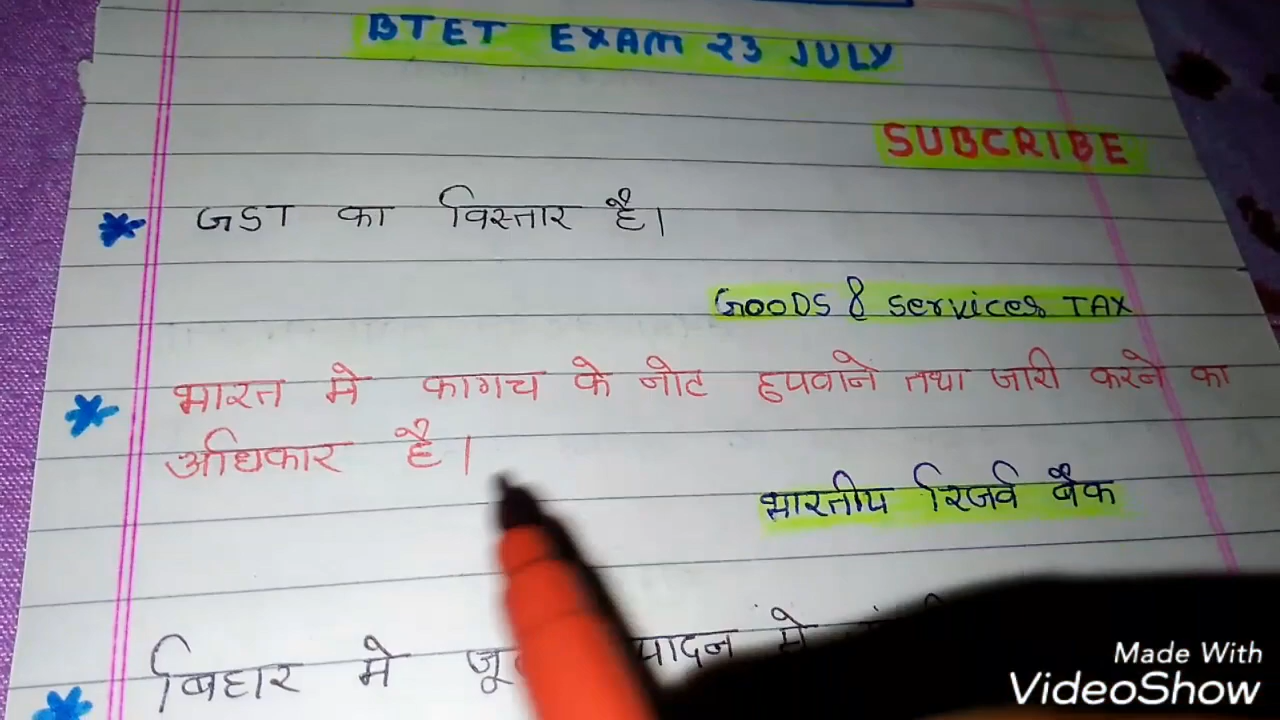 BTET EXAM 23 JULY
SUBCRIBE
GST का विस्तार है।
GOODS & Services TAX
भारत मे कागच के नोट छपवाने तथा जारी करने का
अधिकार है।
भारतीय रिजर्व बैक
बिहार मे मे
Made With
VideoShow